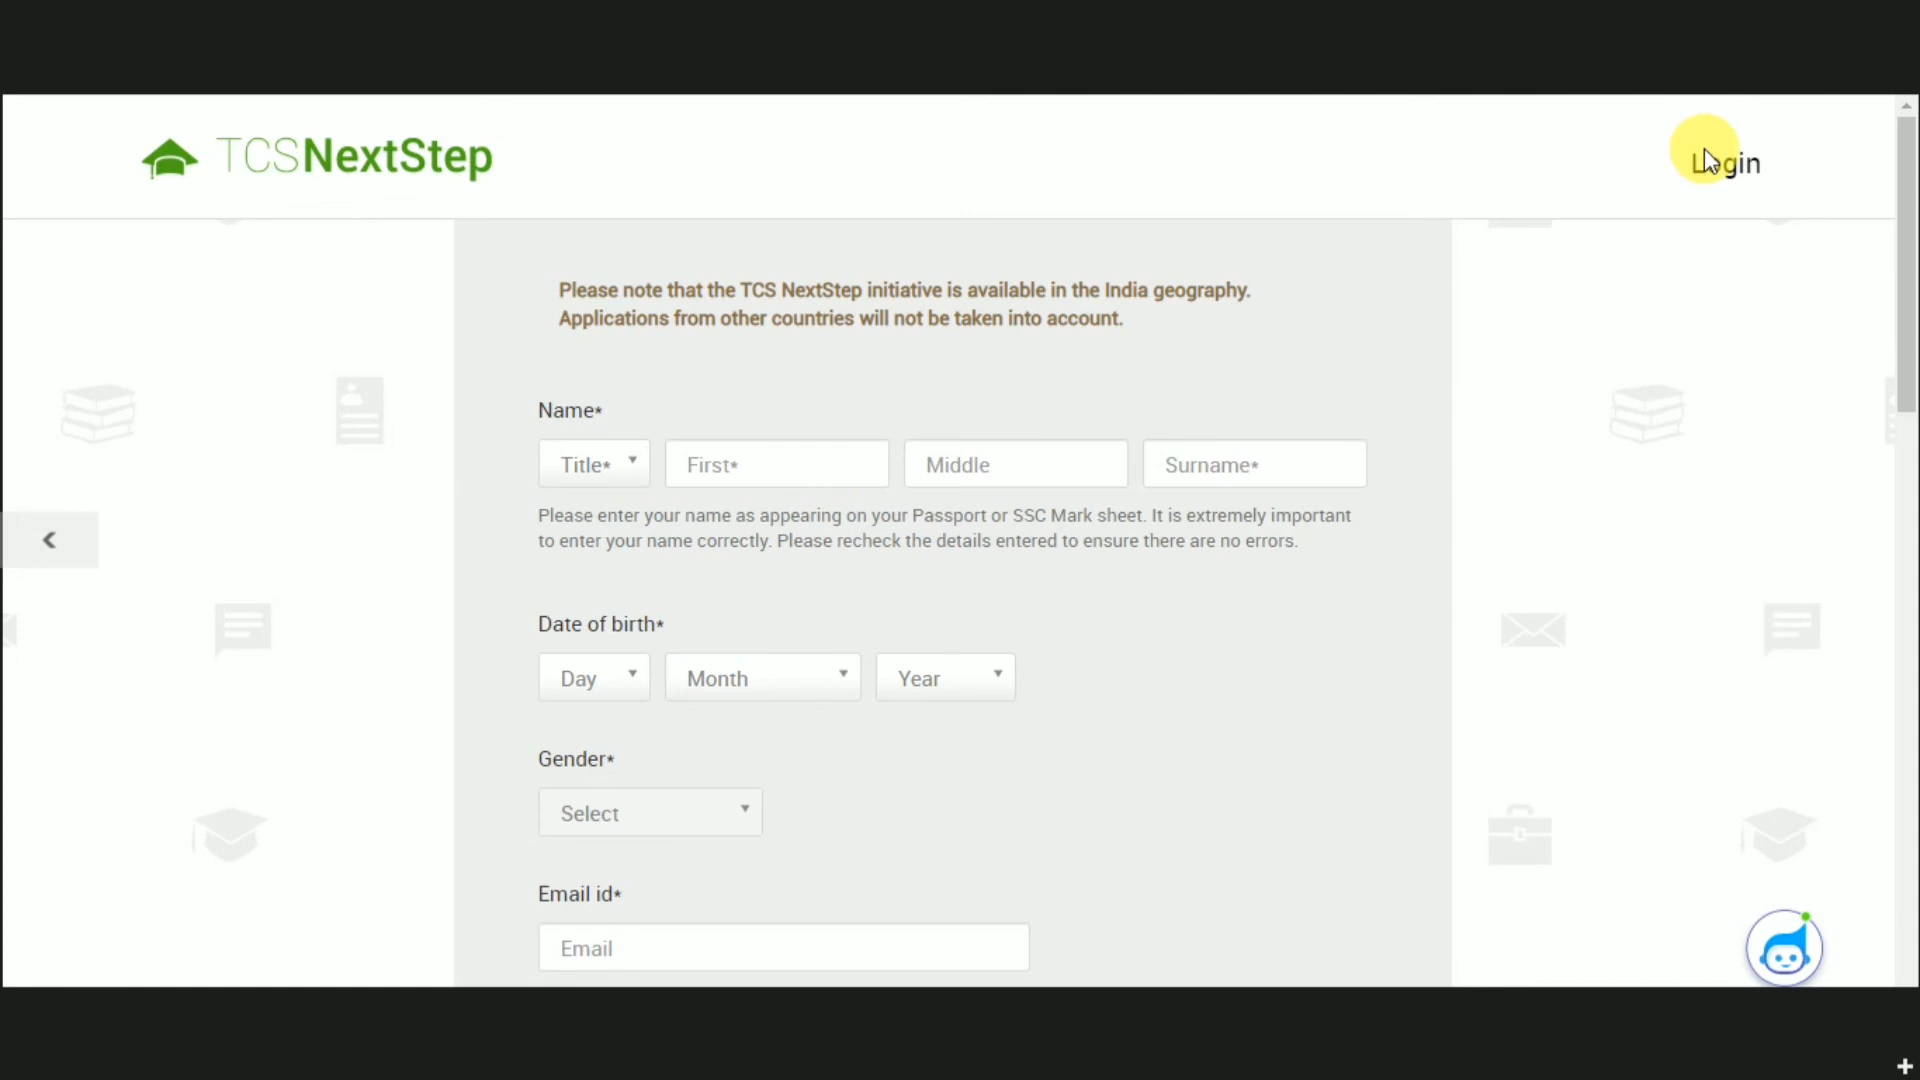 TCSNextStep
Login
Please note that the TCS NextStep initiative is available in the India geography.
Applications from other countries will not be taken into account.
Name*
Title* First* Middle Surname*
Please enter your name as appearing on your Passport or SSC Mark sheet. It is extremely important
to enter your name correctly. Please recheck the details entered to ensure there are no errors.
Date of birth*
Day Month Year
Gender*
Select
Email id*
Email